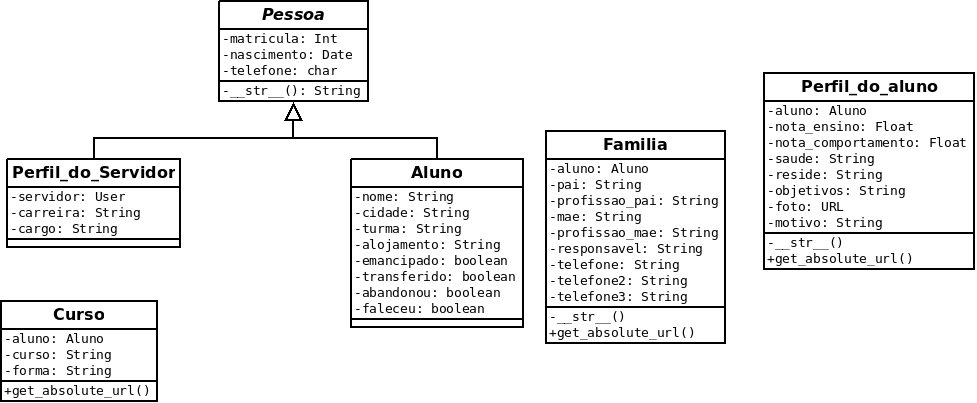 Pessoa
-matricula: Int
-nascimento: Date
-telefone: char
-__str__(): String
Perfil_do_Servidor
-servidor: User
-carreira: String
-cargo: String
Aluno
-nome: String
-cidade: String
-turma: String
-alojamento: String
-emancipado: boolean
-transferido: boolean
-abandonou: boolean
-faleceu: boolean
Familia
-aluno: Aluno
-pai: String
-profissao_pai: String
-mae: String
-profissao_mae: String
-responsavel: String
-telefone: String
-telefone2: String
-telefone3: String
-__str__()
+get_absolute_url()
Perfil_do_aluno
-aluno: Aluno
-nota_ensino: Float
-nota_comportamento: Float
-saude: String
-reside: String
-objetivos: String
-foto: URL
-motivo: String
-__str__()
+get_absolute_url()
Curso
-aluno: Aluno
-curso: String
-forma: String
+get_absolute_url()